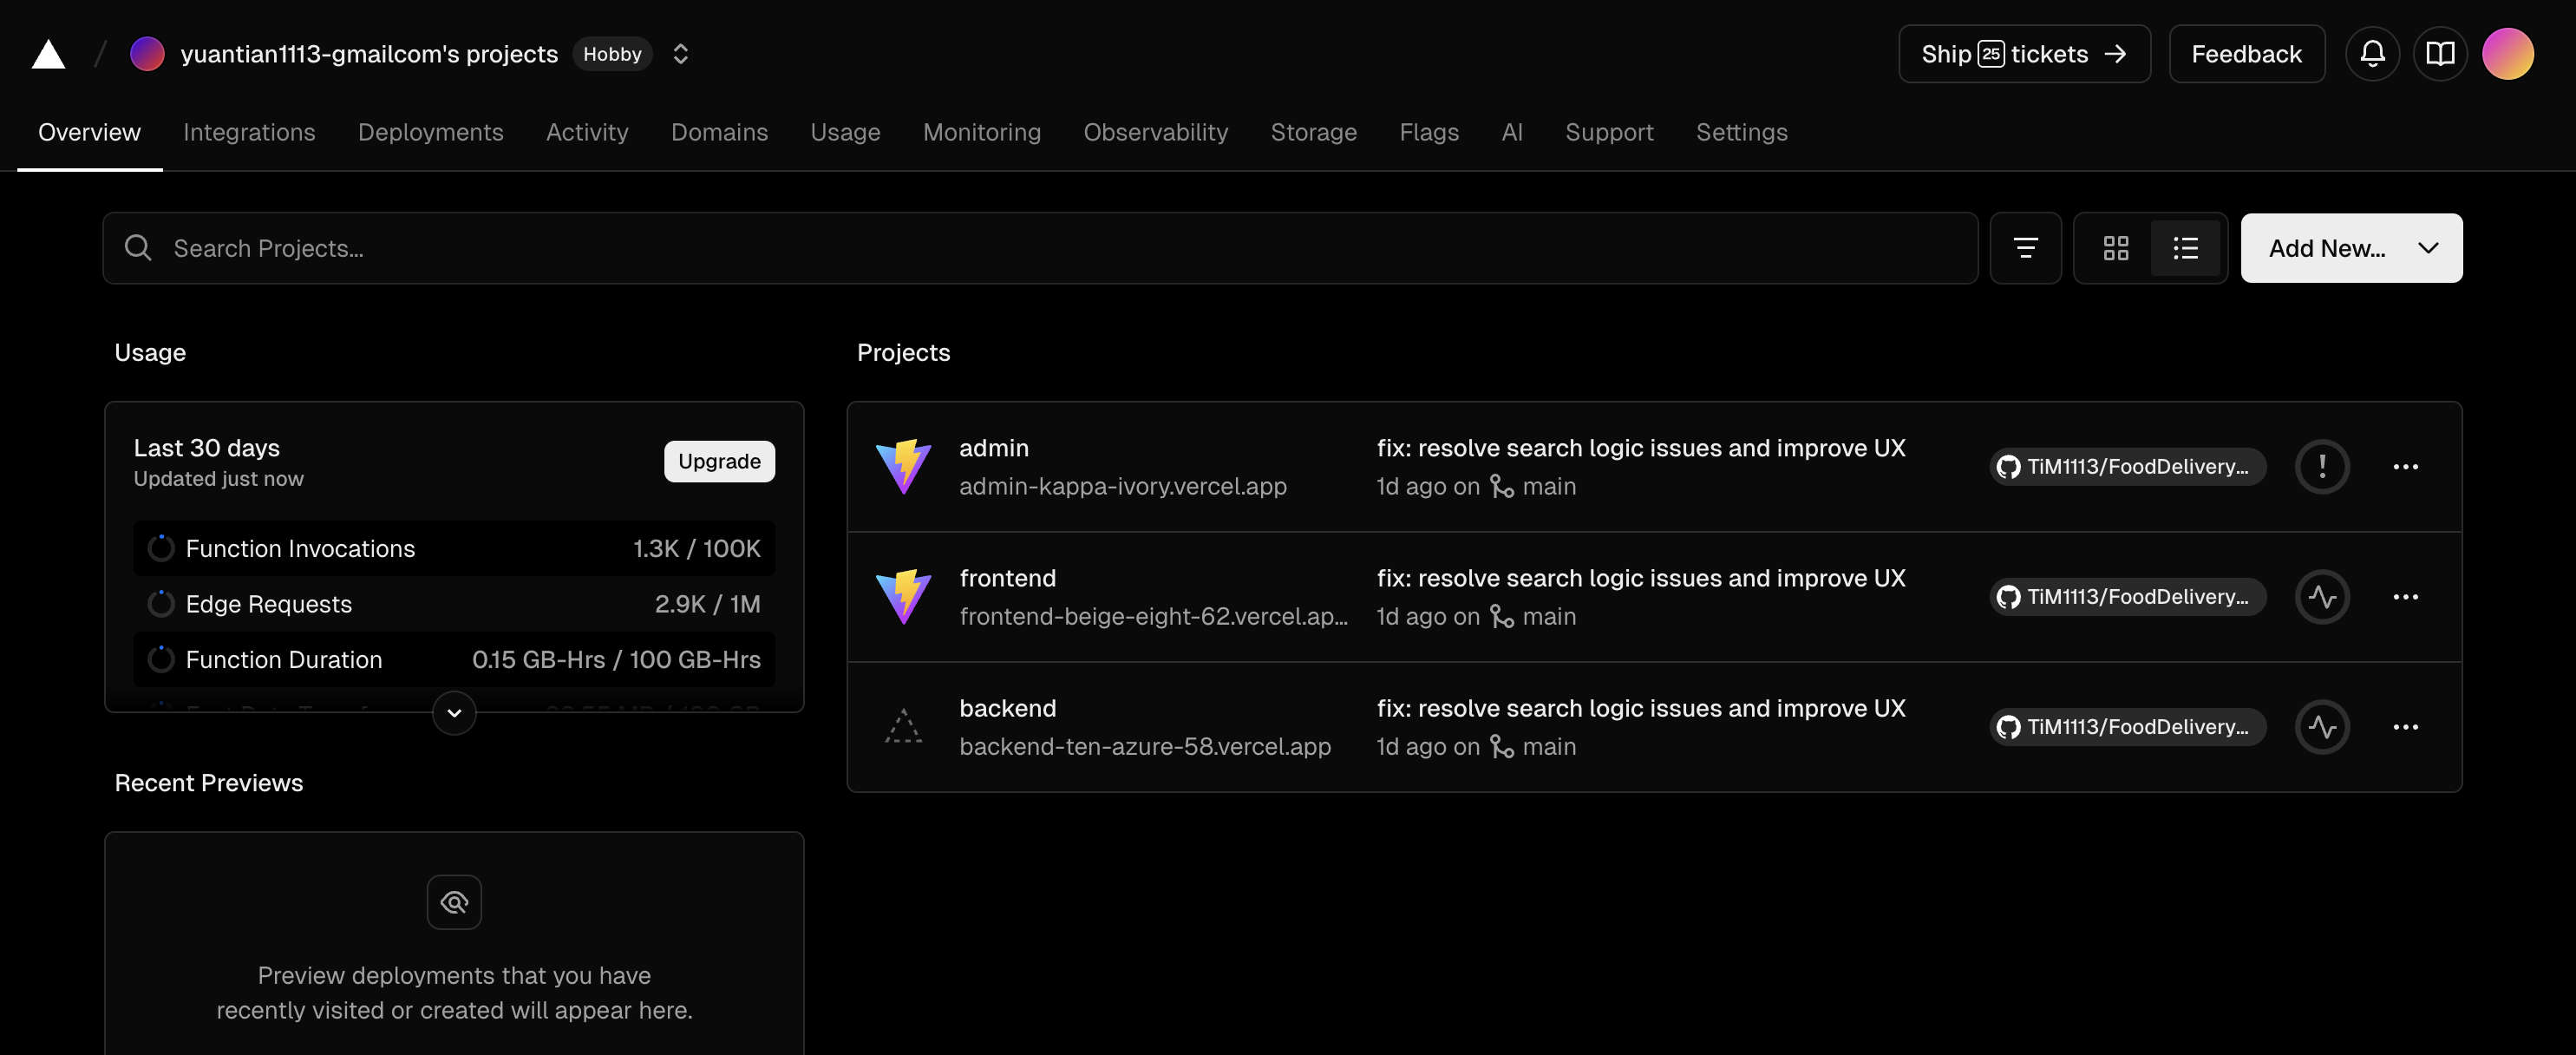 yuantian1113-gmailcom's projects Hobby
Ship 25 tickets → Feedback
Overview Integrations Deployments Activity Domains Usage Monitoring Observability Storage Flags AI Support Settings
Search Projects...
Add New...
Usage
Last 30 days
Updated just now
Upgrade
Function Invocations 1.3K / 100K
Edge Requests 2.9K / 1M
Function Duration 0.15 GB-Hrs / 100 GB-Hrs
Recent Previews
Preview deployments that you have
recently visited or created will appear here.
Projects
admin
admin-kappa-ivory.vercel.app
fix: resolve search logic issues and improve UX
1d ago on main
TiM1113/FoodDelivery...
frontend
frontend-beige-eight-62.vercel.ap...
fix: resolve search logic issues and improve UX
1d ago on main
TiM1113/FoodDelivery...
backend
backend-ten-azure-58.vercel.app
fix: resolve search logic issues and improve UX
1d ago on main
TiM1113/FoodDelivery...